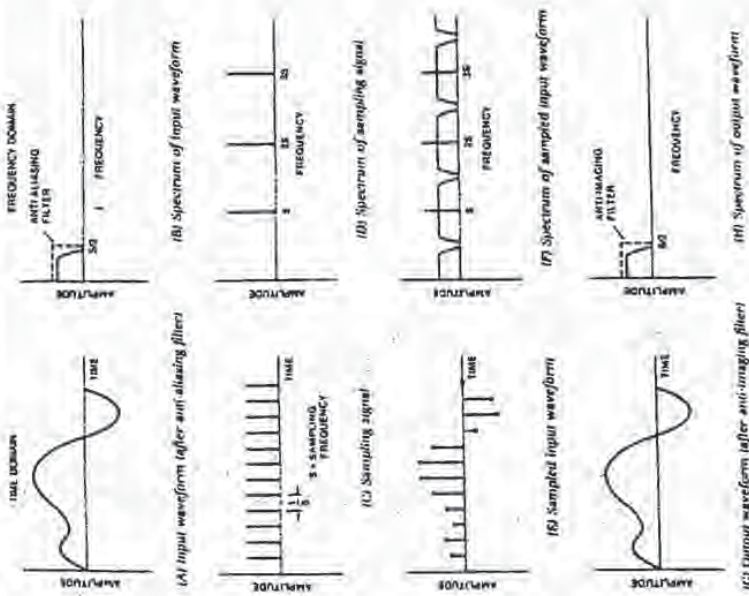 TIME DOMAIN
FREQUENCY DOMAIN
ANTI ALIASING
FILTER
AMPLITUDE
TIME
AMPLITUDE
S/2
FREQUENCY
(A) Input waveform (after anti aliasing filter)
(B) Spectrum of input waveform
AMPLITUDE
TIME
S = SAMPLING
FREQUENCY
AMPLITUDE
S
2S
3S
FREQUENCY
(C) Sampling signal
(D) Spectrum of sampling signal
AMPLITUDE
TIME
AMPLITUDE
S
2S
3S
FREQUENCY
(E) Sampled input waveform
(F) Spectrum of sampled input waveform
ANTI-IMAGING
FILTER
AMPLITUDE
TIME
AMPLITUDE
S/2
FREQUENCY
(G) Output waveform (after anti-imaging filter)
(H) Spectrum of output waveform